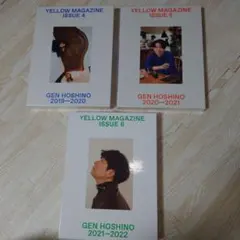 YELLOW MAGAZINE
ISSUE 4
GEN HOSHINO
2019—2020
YELLOW MAGAZINE
ISSUE 5
GEN HOSHINO
2020—2021
YELLOW MAGAZINE
ISSUE 6
GEN HOSHINO
2021—2022